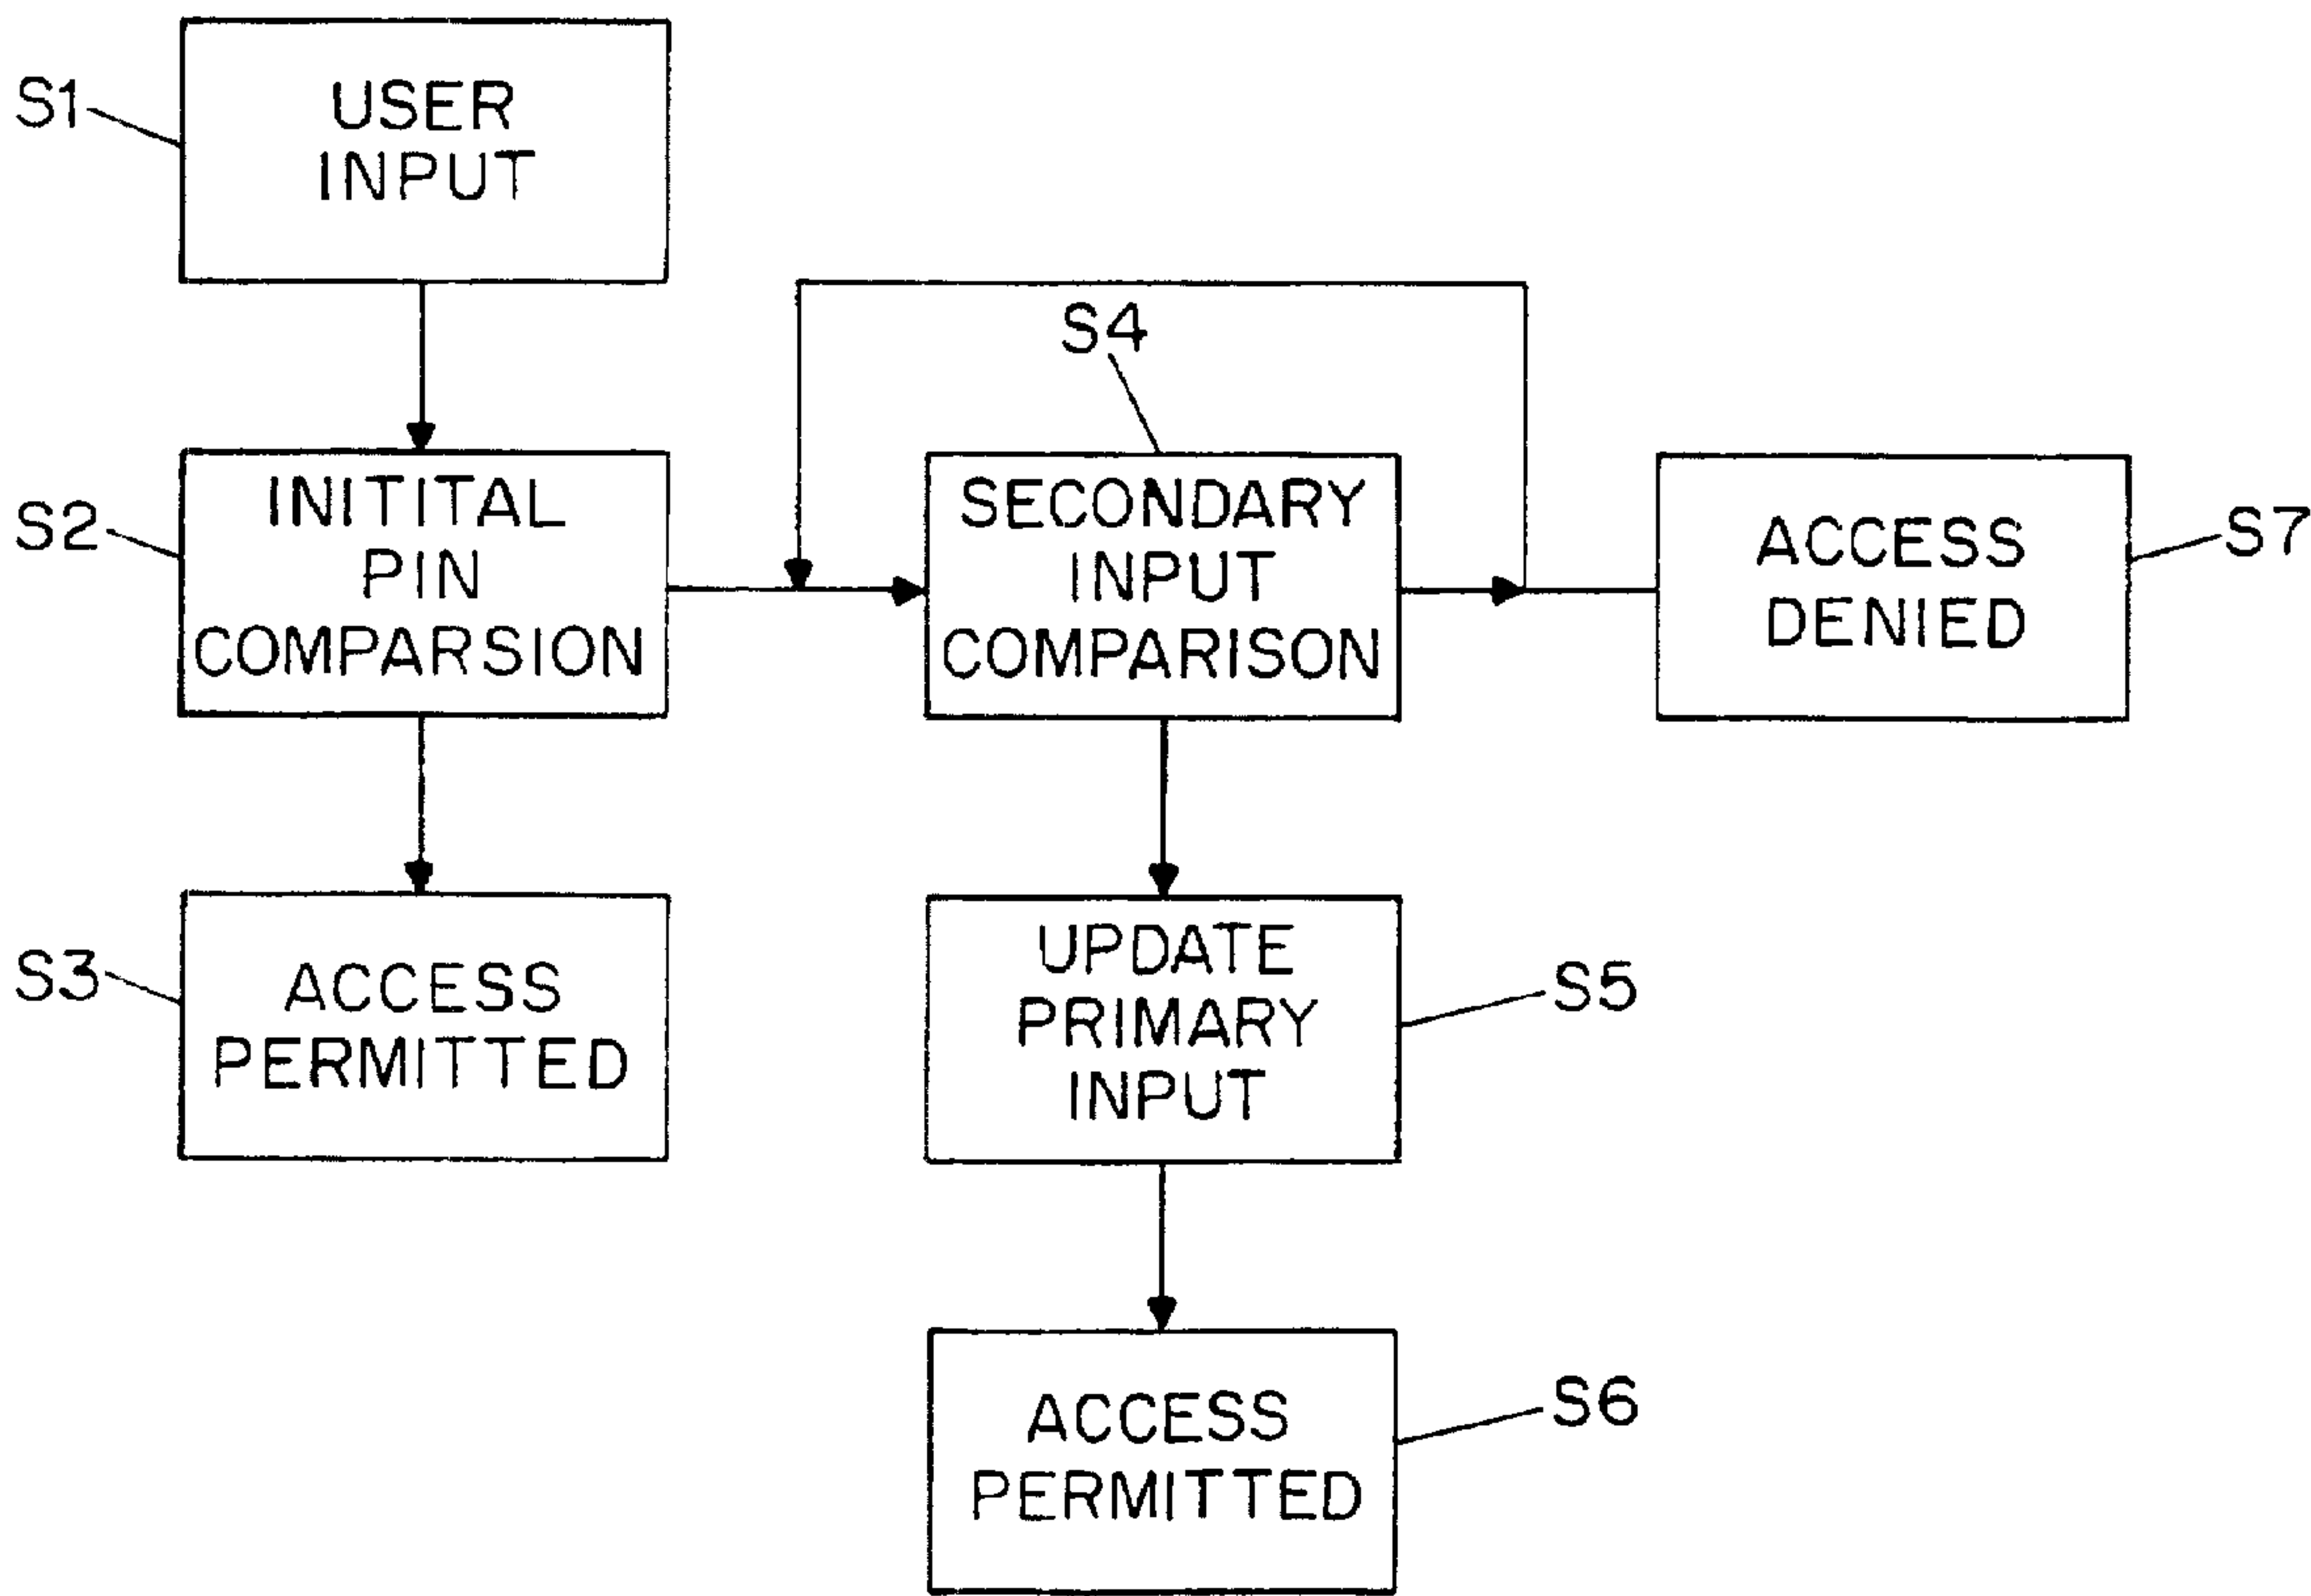 S1
USER
INPUT
S4
S2
INITITAL
PIN
COMPARSION
SECONDARY
INPUT
COMPARISON
ACCESS
DENIED
S7
S3
ACCESS
PERMITTED
UPDATE
PRIMARY
INPUT
S5
ACCESS
PERMITTED
S6